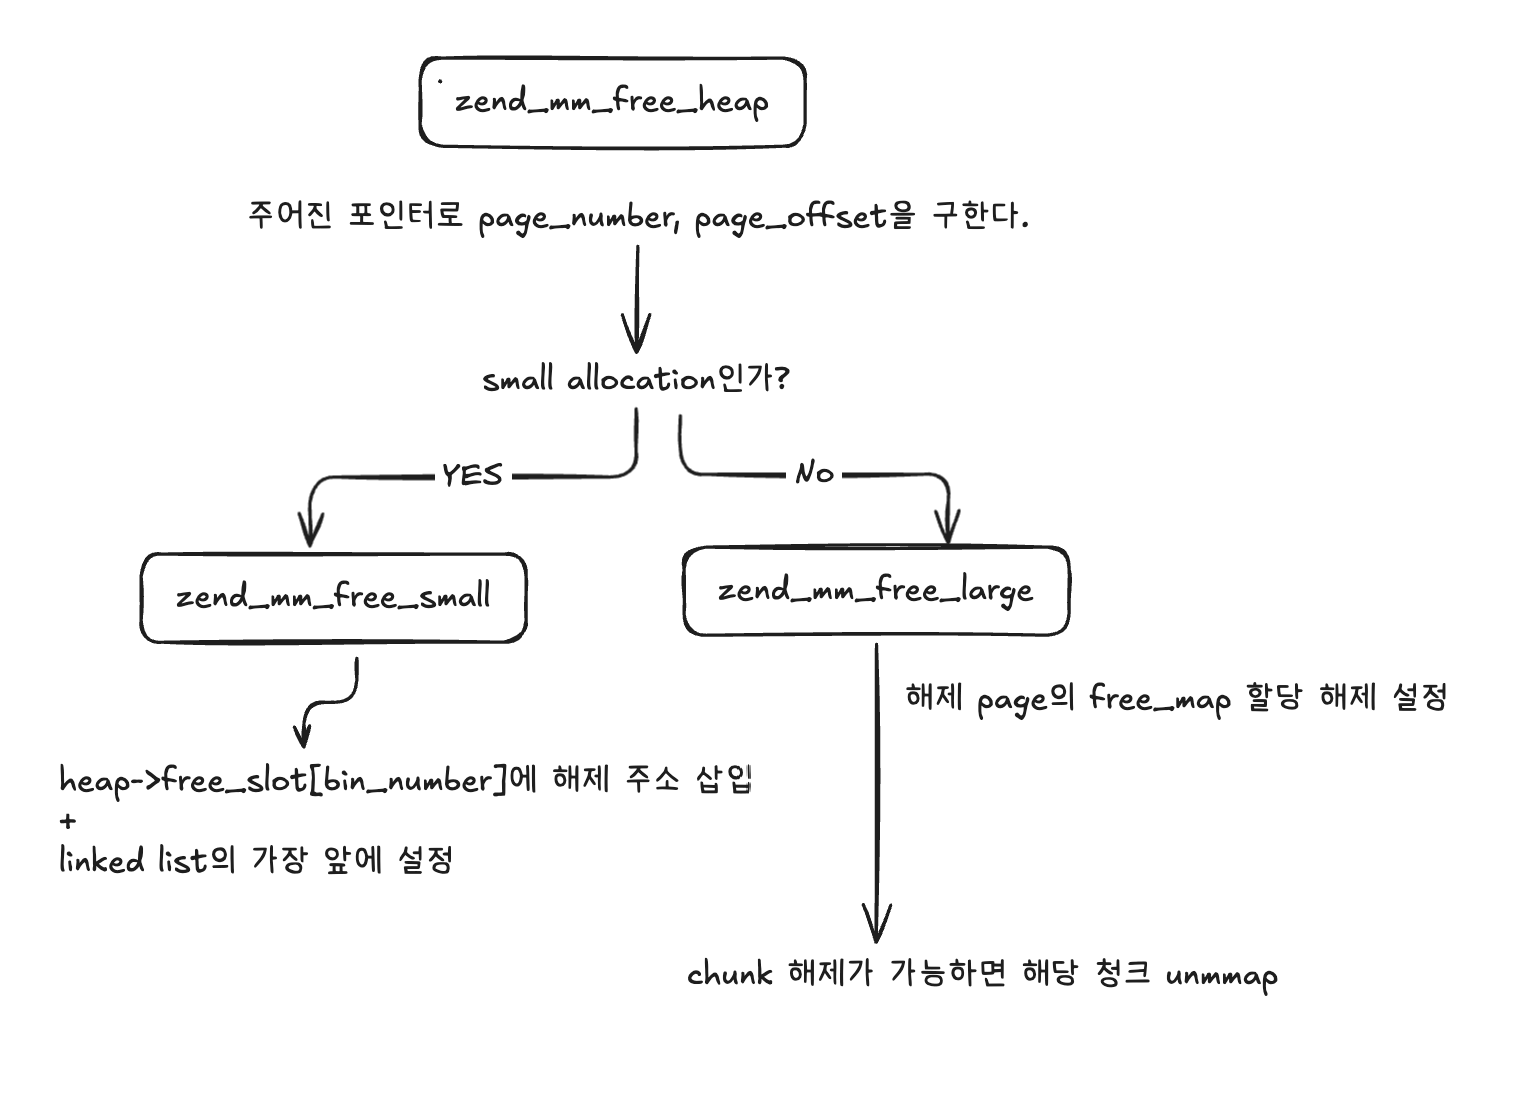 zend_mm_free_heap
주어진 포인터로 page_number, page_offset을 구한다.
small allocation인가?
YES
No
zend_mm_free_small
zend_mm_free_large
해제 page의 free_map 할당 해제 설정
heap->free_slot[bin_number]에 해제 주소 삽입
+
linked list의 가장 앞에 설정
chunk 해제가 가능하면 해당 청크 unmmap